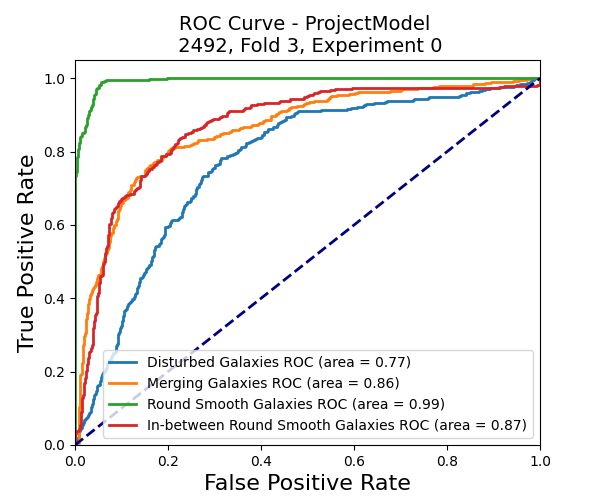 ROC Curve - ProjectModel
2492, Fold 3, Experiment 0
True Positive Rate
1.0
0.8
0.6
0.4
0.2
0.0
Disturbed Galaxies ROC (area = 0.77)
Merging Galaxies ROC (area = 0.86)
Round Smooth Galaxies ROC (area = 0.99)
In-between Round Smooth Galaxies ROC (area = 0.87)
0.0 0.2 0.4 0.6 0.8 1.0
False Positive Rate